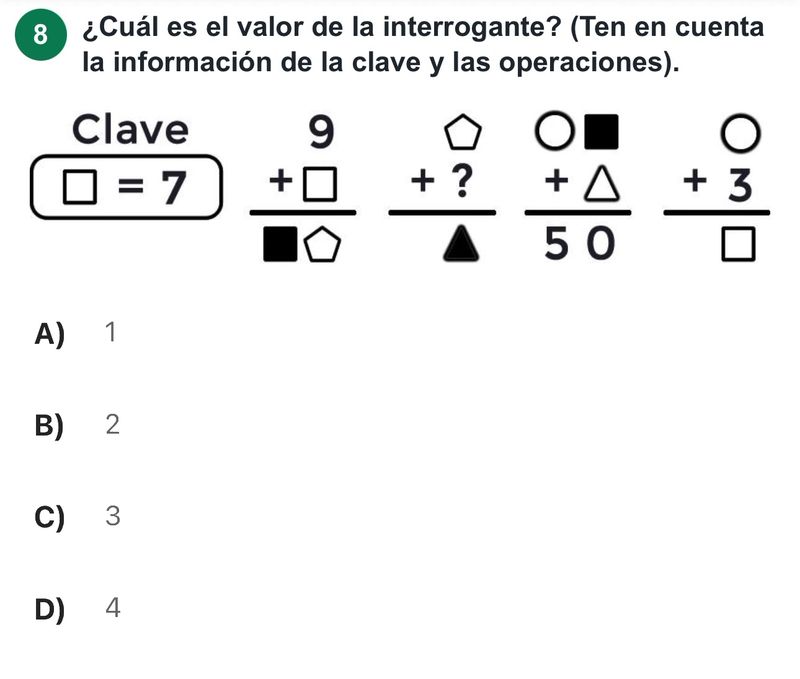 8 ¿Cuál es el valor de la interrogante? (Ten en cuenta
la información de la clave y las operaciones).
Clave
□ = 7
9
+ □
■⬠
⬠
+ ?
▲
○■
+ △
5 0
○
+ 3
□
A) 1
B) 2
C) 3
D) 4